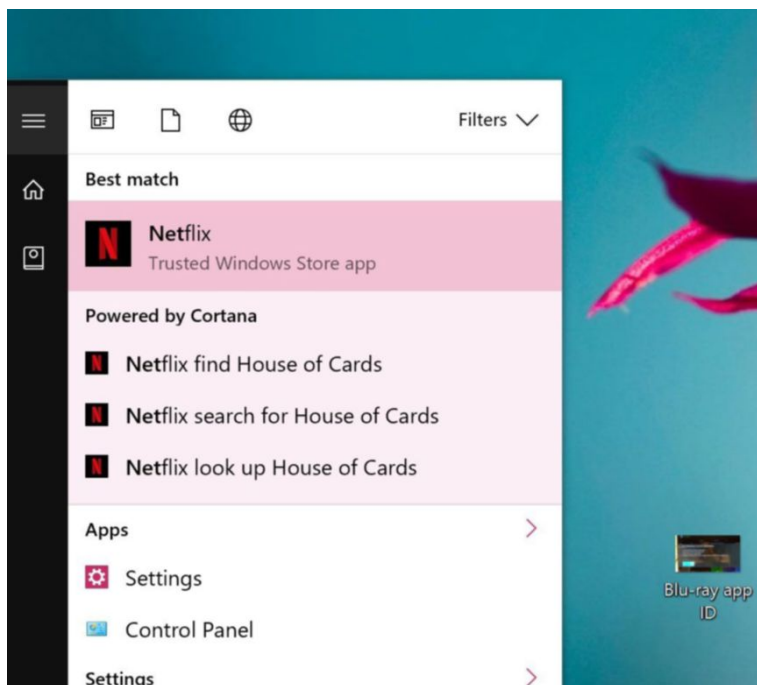 Filters
Best match
Netflix
Trusted Windows Store app
Powered by Cortana
Netflix find House of Cards
Netflix search for House of Cards
Netflix look up House of Cards
Apps
Settings
Control Panel
Settings
Blu-ray app
ID